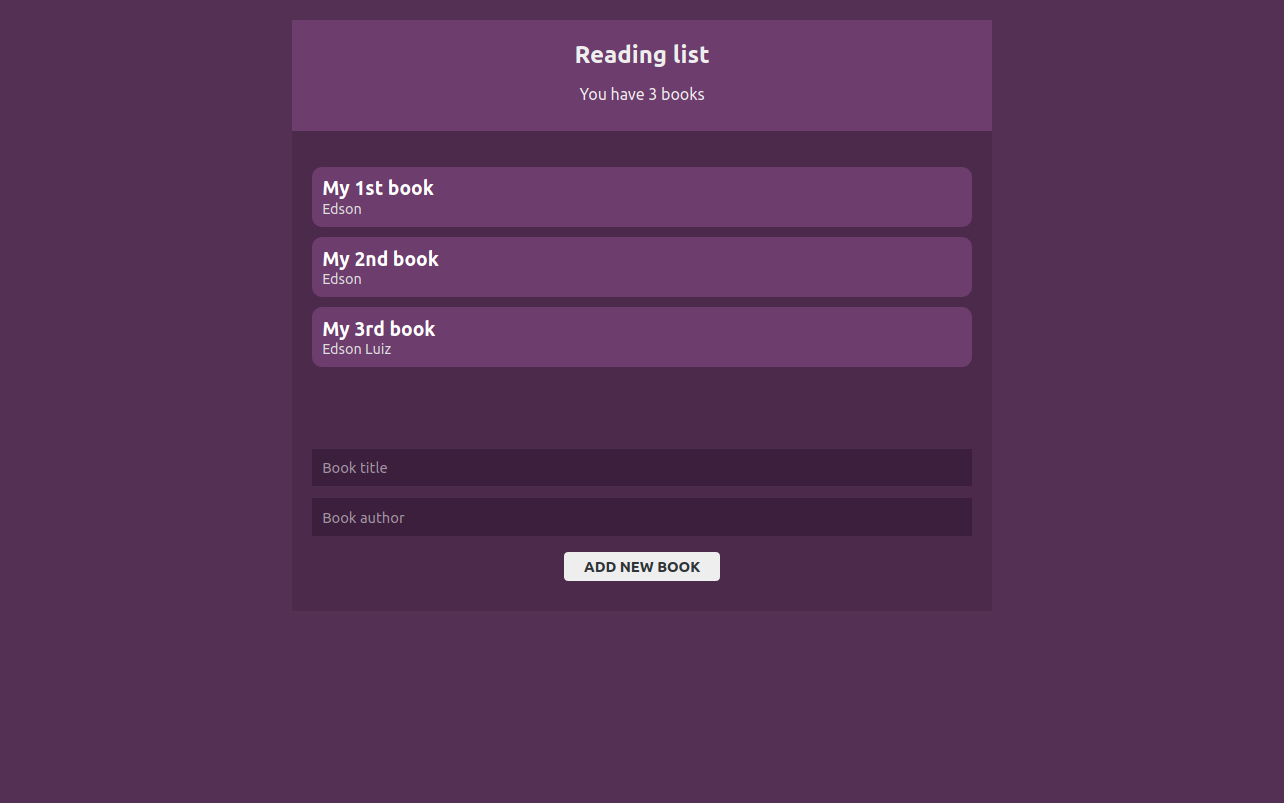 Reading list
You have 3 books
My 1st book
Edson
My 2nd book
Edson
My 3rd book
Edson Luiz
Book title
Book author
ADD NEW BOOK